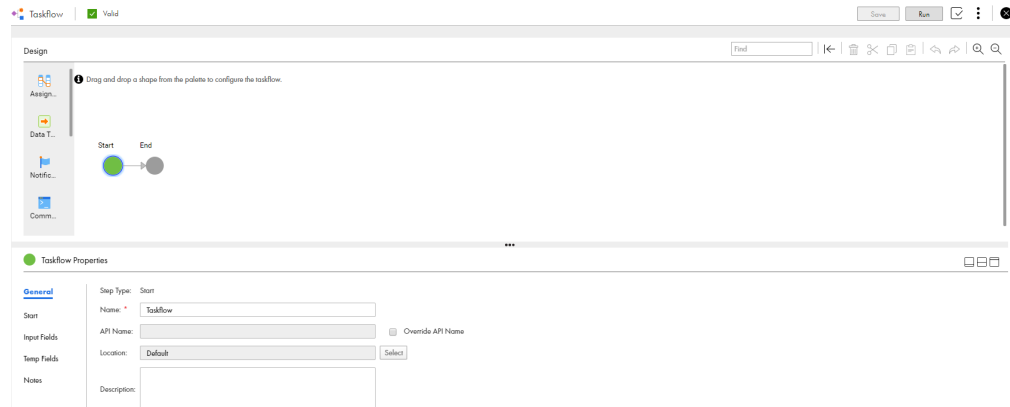 Taskflow Valid Save Run
Design Find
Drag and drop a shape from the palette to configure the taskflow.
Assign...
Data T...
Start End
Notific...
Comm...
Taskflow Properties
General Step Type: Start
Start Name: * Taskflow
API Name: Override API Name
Input Fields
Location: Default Select
Temp Fields
Notes
Description: